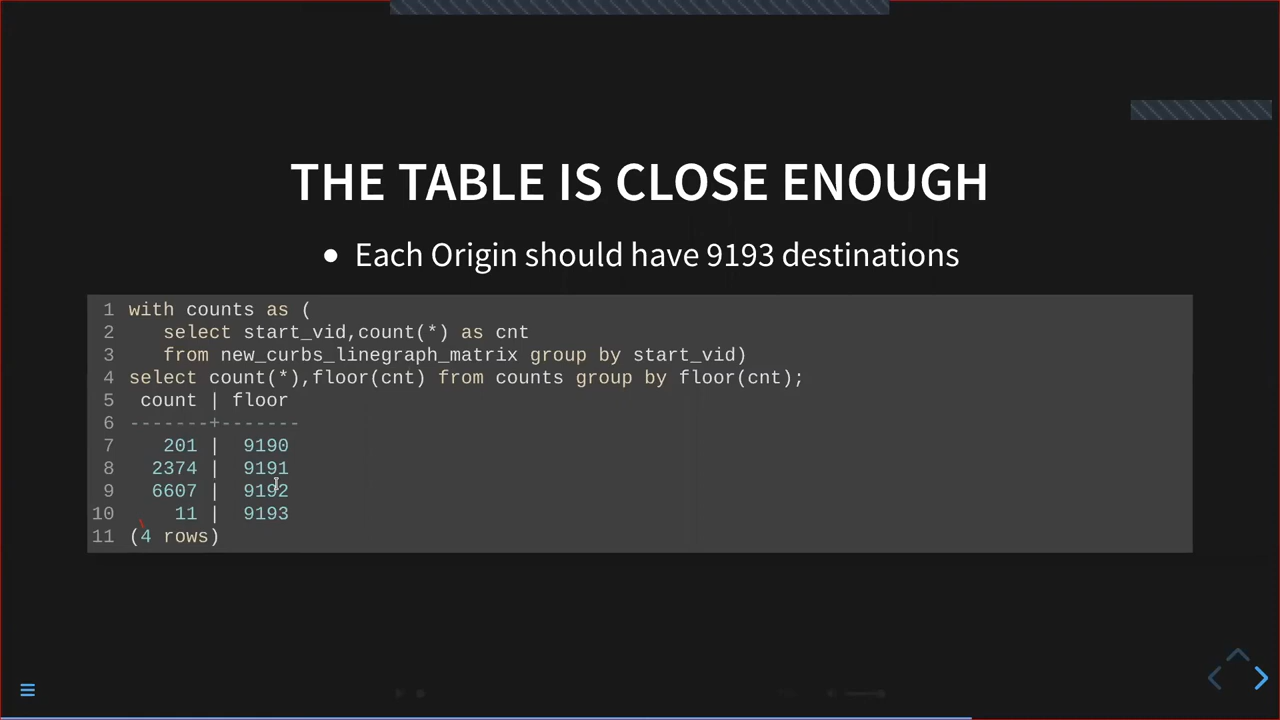 THE TABLE IS CLOSE ENOUGH
● Each Origin should have 9193 destinations
1 with counts as (
2    select start_vid,count(*) as cnt
3    from new_curbs_linegraph_matrix group by start_vid)
4 select count(*),floor(cnt) from counts group by floor(cnt);
5  count | floor
6 -------+-------
7    201 |  9190
8   2374 |  9191
9   6607 |  9192
10     11 |  9193
11 (4 rows)